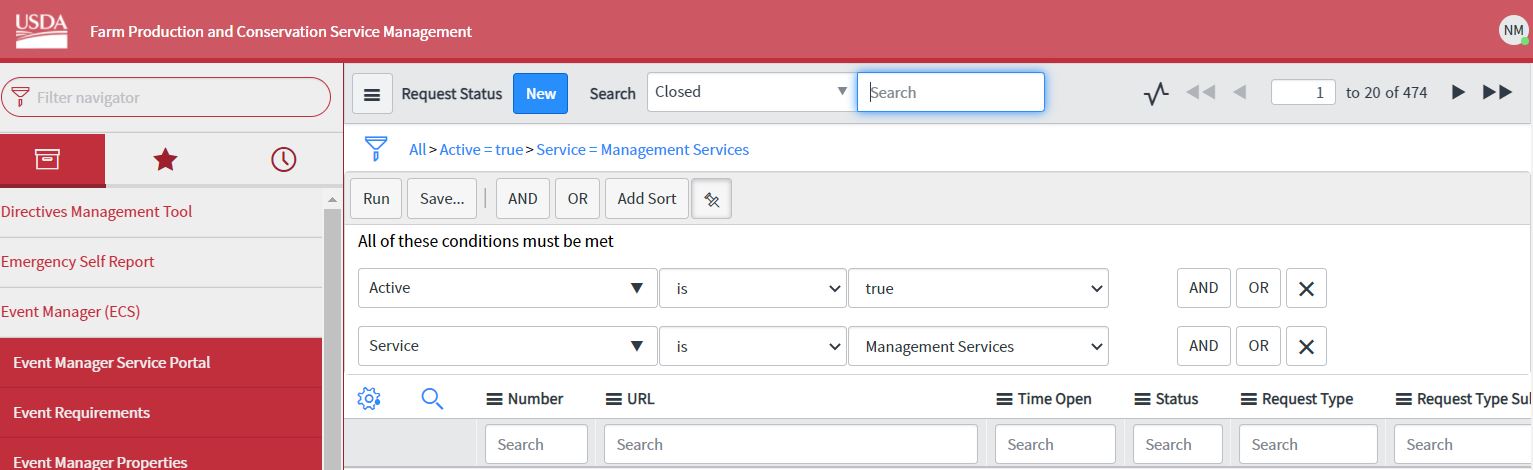 USDA
Farm Production and Conservation Service Management
NM
Filter navigator
Request Status New Search Closed Search 1 to 20 of 474
All > Active = true > Service = Management Services
Run Save... AND OR Add Sort
Directives Management Tool
All of these conditions must be met
Emergency Self Report
Active is true AND OR
Event Manager (ECS)
Service is Management Services AND OR
Event Manager Service Portal
Number URL Time Open Status Request Type Request Type Su
Event Requirements
Search Search Search Search Search Search
Event Manager Properties